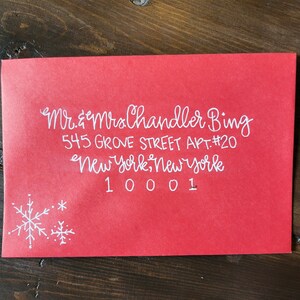 Mr. & Mrs. Chandler Bing
545 GROVE STREET APT. #20
New York, New York
10001